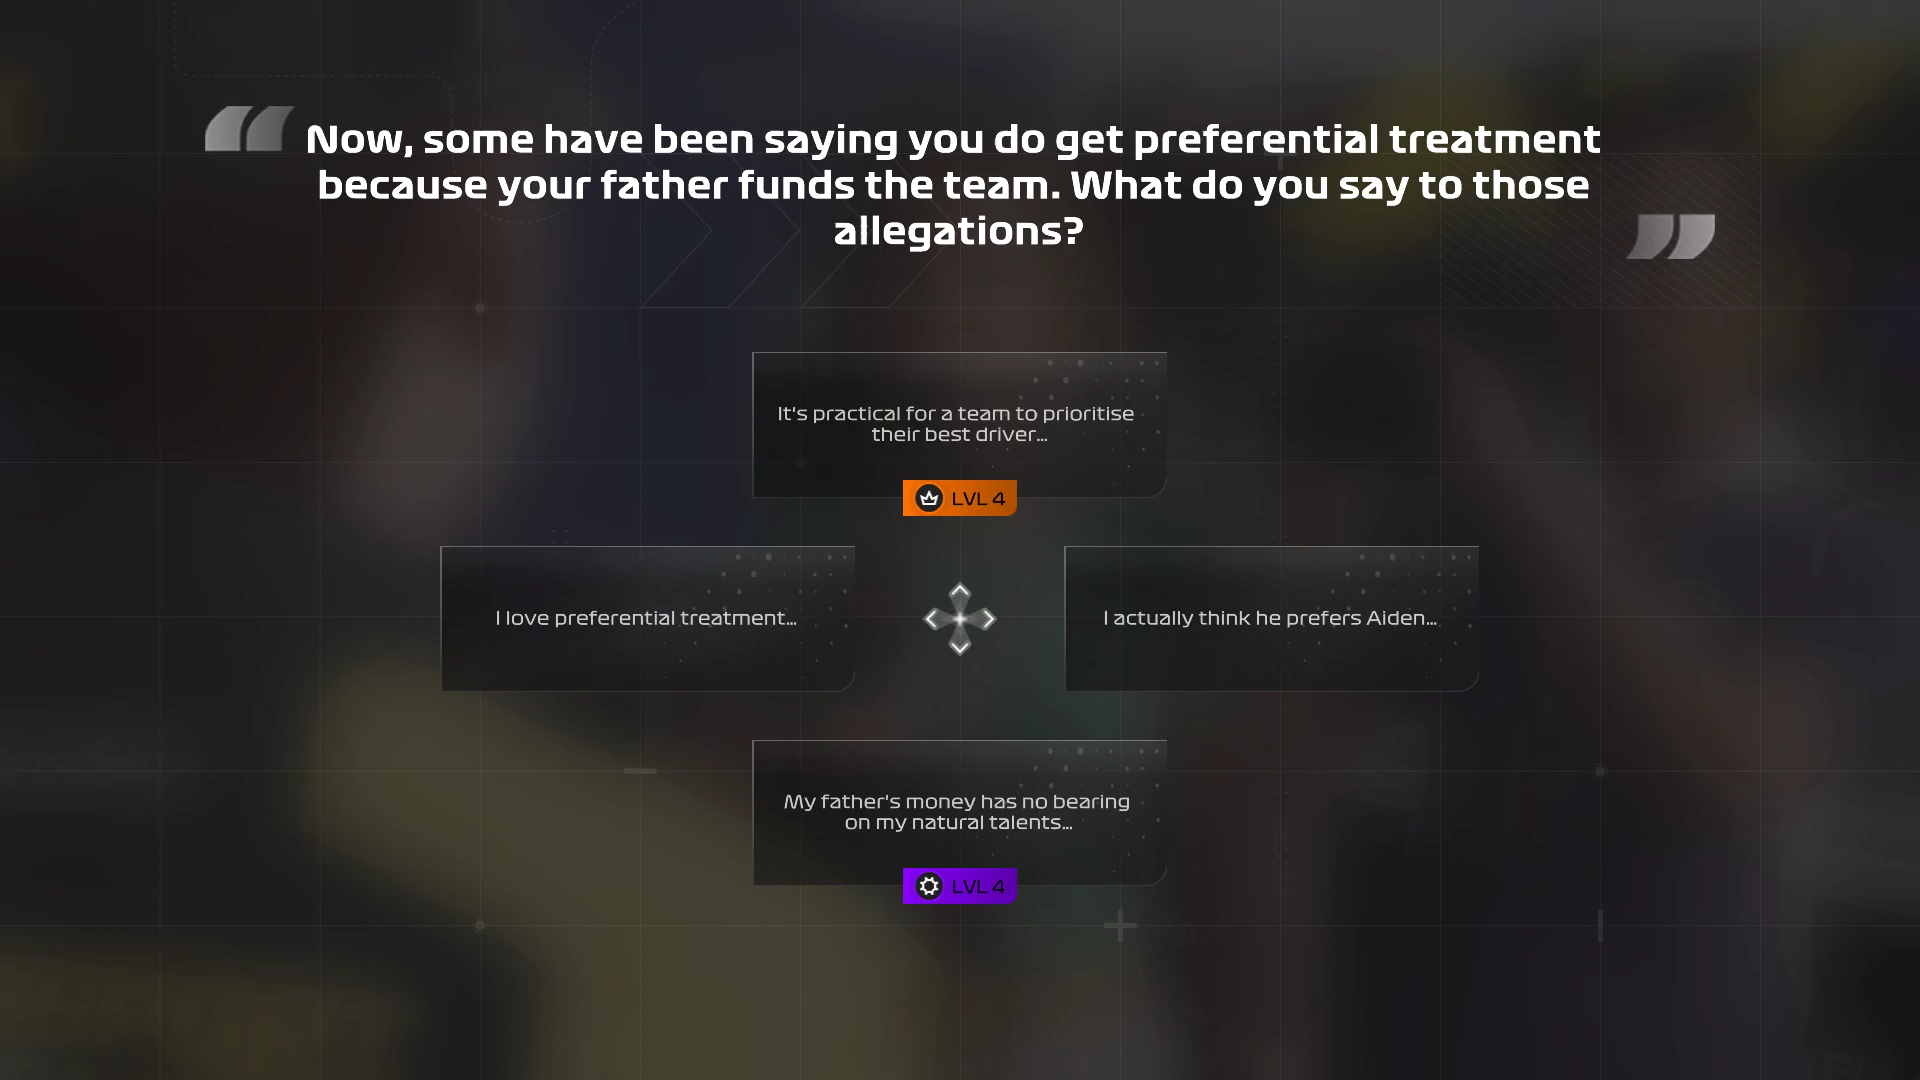 Now, some have been saying you do get preferential treatment
because your father funds the team. What do you say to those
allegations?
It's practical for a team to prioritise
their best driver...
LVL 4
I love preferential treatment...
I actually think he prefers Aiden...
My father's money has no bearing
on my natural talents...
LVL 4